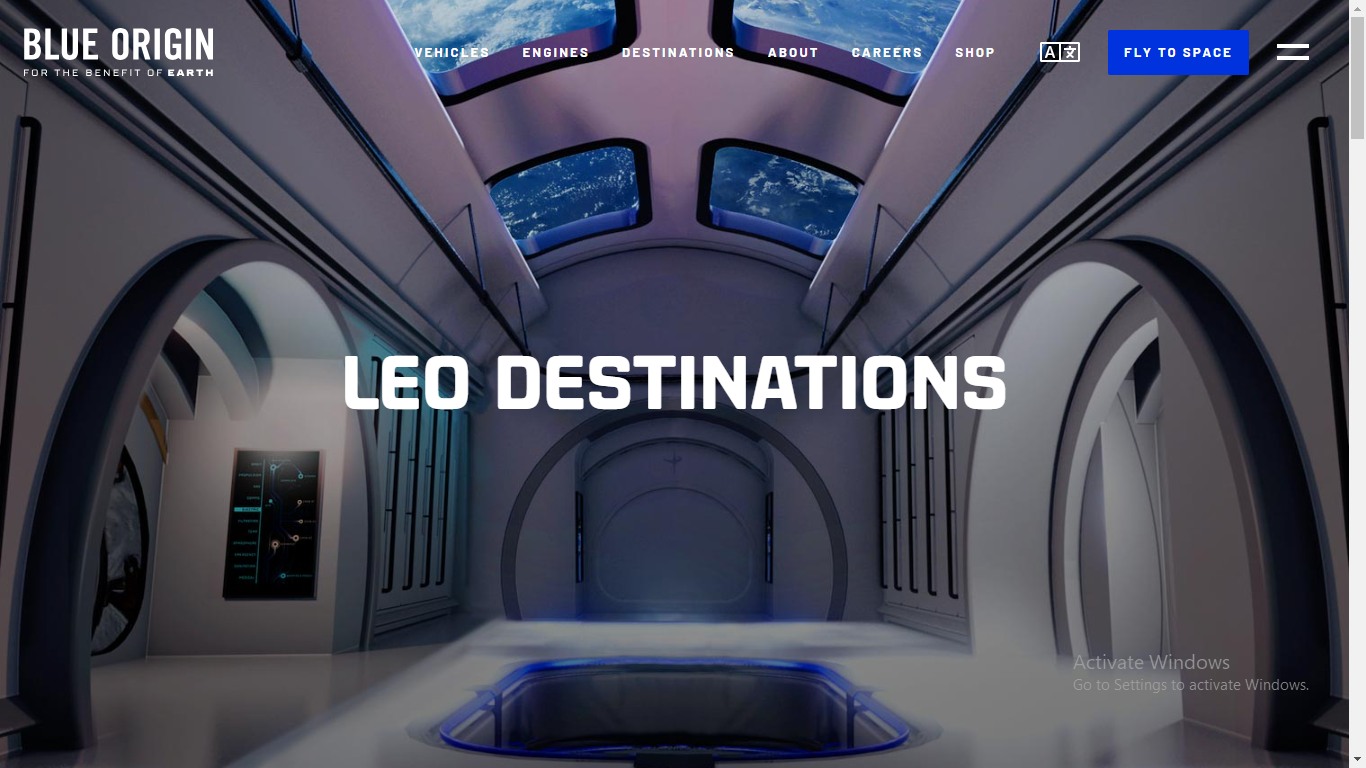 BLUE ORIGIN
FOR THE BENEFIT OF EARTH
VEHICLES ENGINES DESTINATIONS ABOUT CAREERS SHOP
FLY TO SPACE
LEO DESTINATIONS
Activate Windows
Go to Settings to activate Windows.